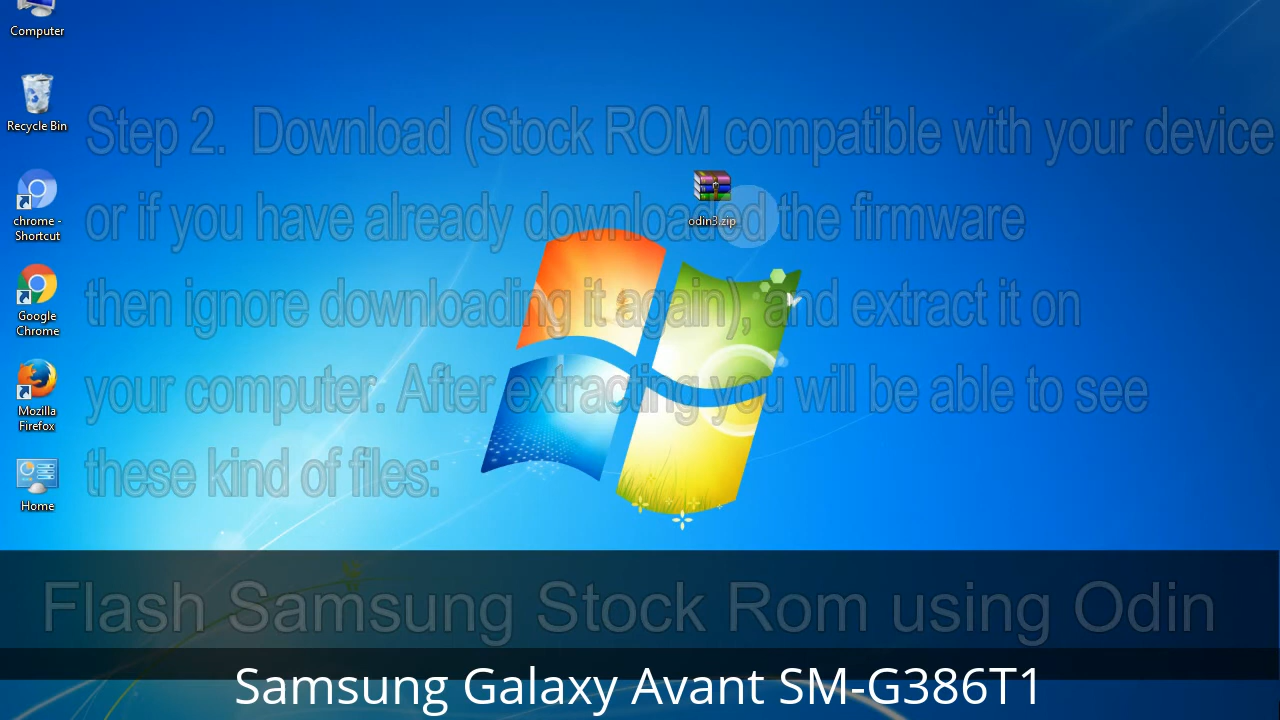 Computer
Recycle Bin
chrome -
Shortcut
Google
Chrome
Mozilla
Firefox
Home
odin3.zip
Step 2. Download (Stock ROM compatible with your device
or if you have already downloaded the firmware
then ignore downloading it again), and extract it on
your computer. After extracting you will be able to see
these kind of files:
Flash Samsung Stock Rom using Odin
Samsung Galaxy Avant SM-G386T1